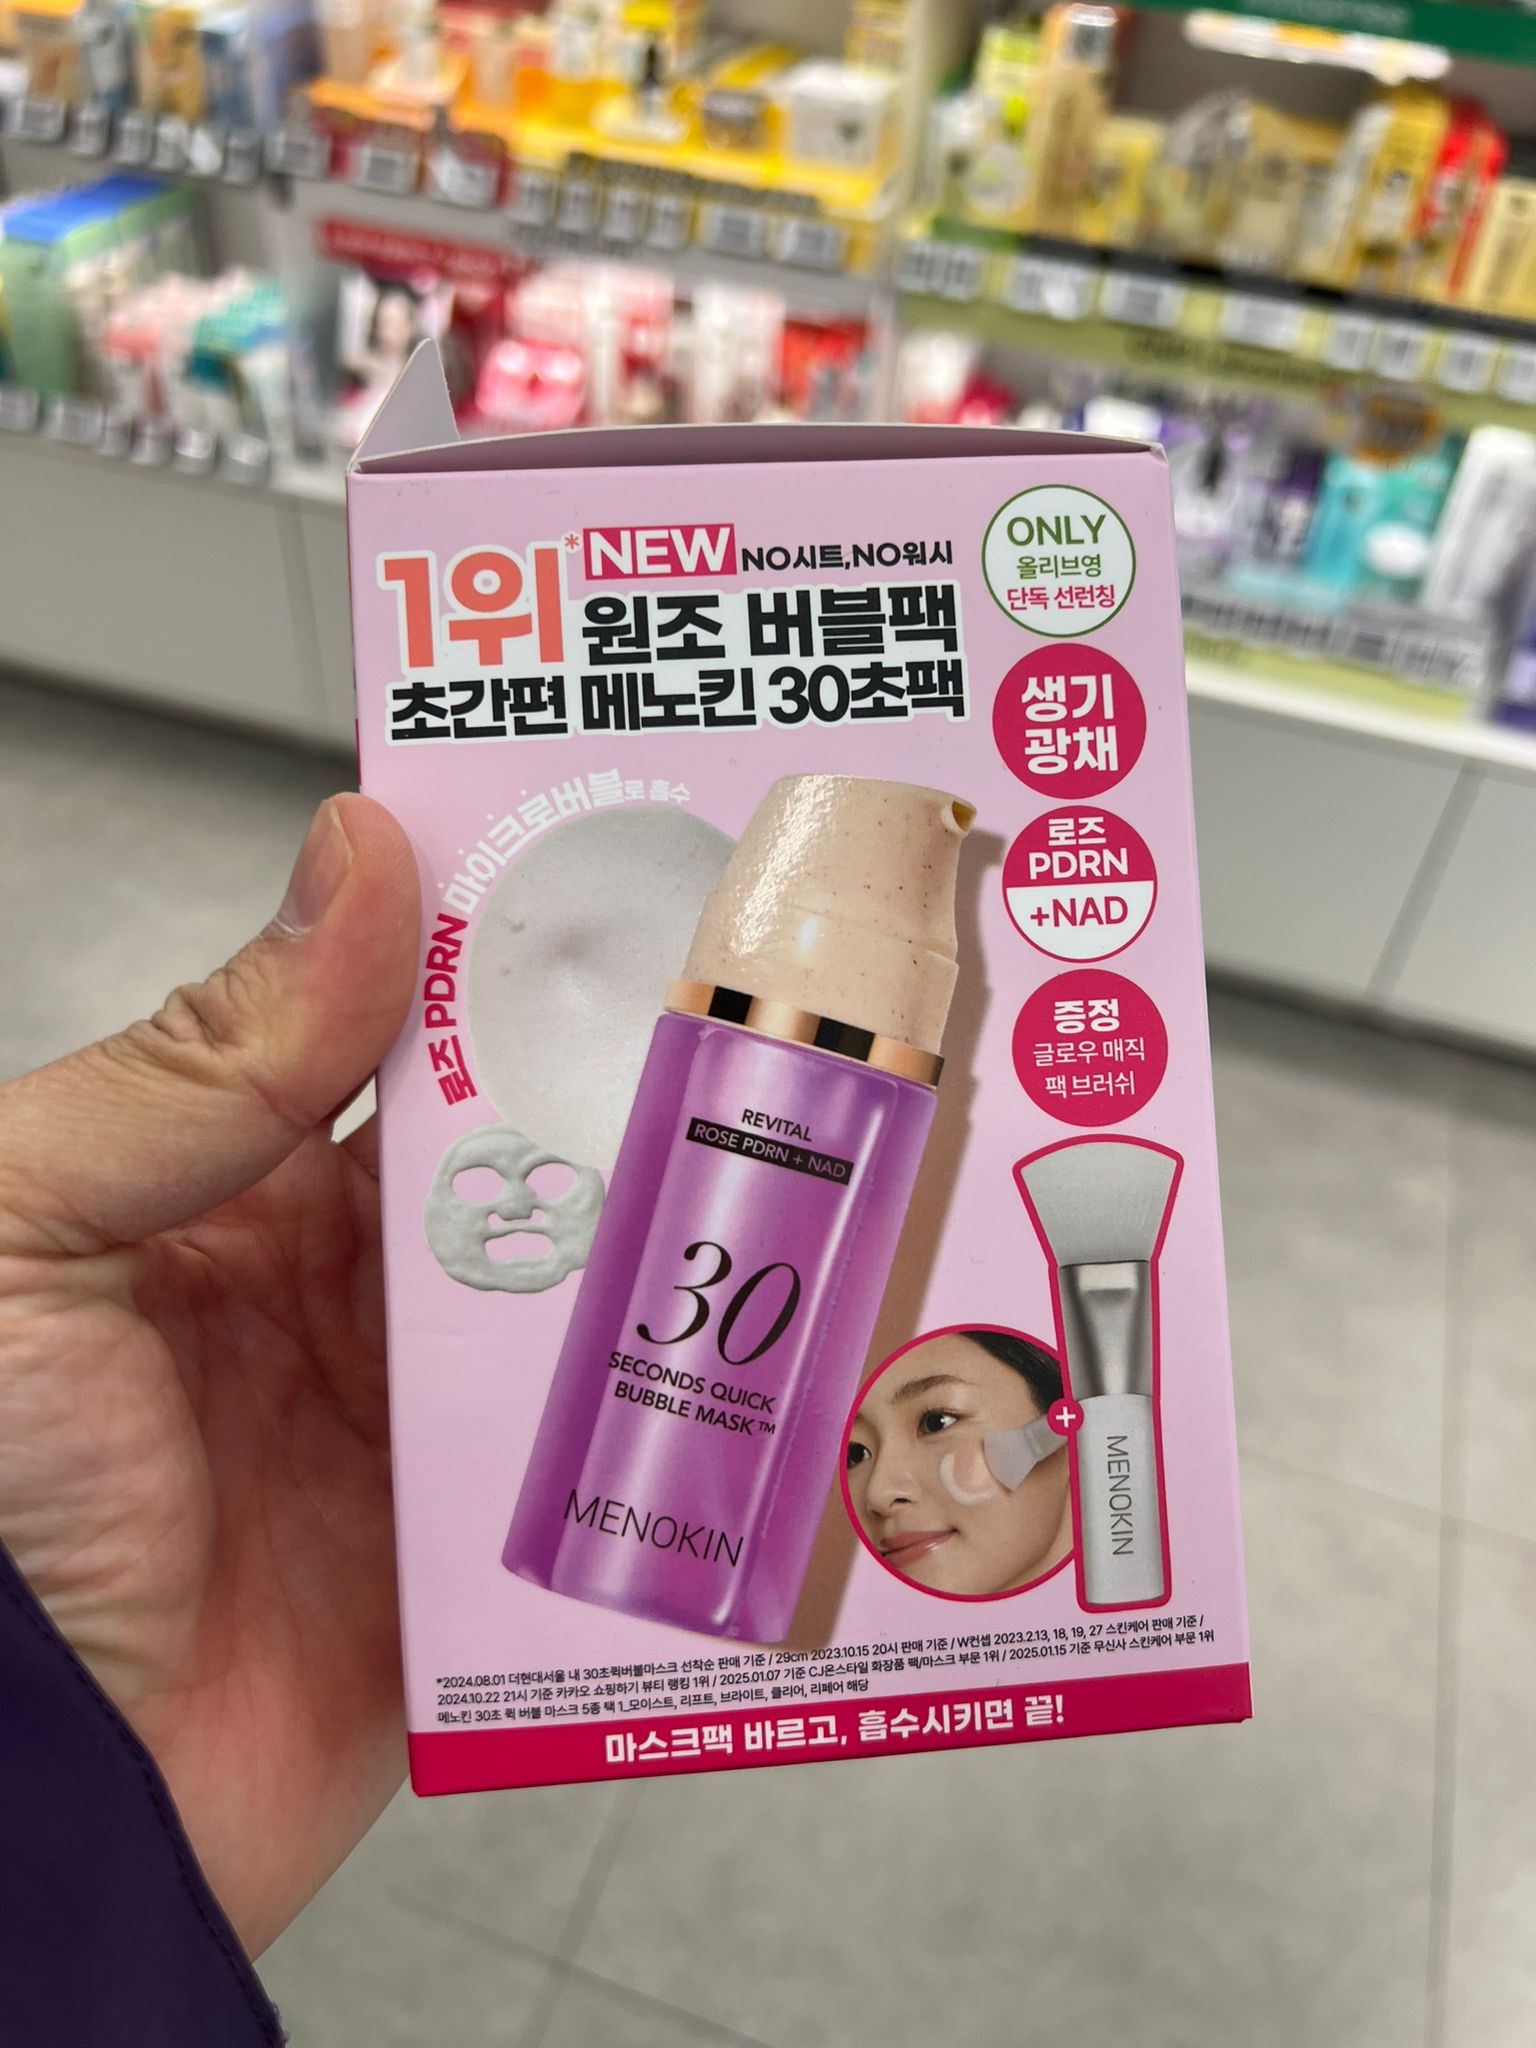 1위*
NEW NO시트,NO워시
원조 버블팩
초간편 메노킨 30초팩
ONLY
올리브영
단독 선런칭
생기
광채
로즈
PDRN
+NAD
증정
글로우 매직
팩 브러쉬
로즈 PDRN 마이크로버블로 흡수
REVITAL
ROSE PDRN + NAD
30
SECONDS QUICK
BUBBLE MASK™
MENOKIN
+
MENOKIN
*2024.08.01 더현대서울 내 30초퀵버블마스크 선착순 판매 기준 / 29cm 2023.10.15 20시 판매 기준 / W컨셉 2023.2.13, 18, 19, 27 스킨케어 판매 기준 /
2024.10.22 21시 기준 카카오 쇼핑하기 뷰티 랭킹 1위 / 2025.01.07 기준 CJ온스타일 화장품 팩/마스크 부문 1위 / 2025.01.15 기준 무신사 스킨케어 부문 1위
메노킨 30초 퀵 버블 마스크 5종 택 1_모이스트, 리프트, 브라이트, 클리어, 리페어 해당
마스크팩 바르고, 흡수시키면 끝!